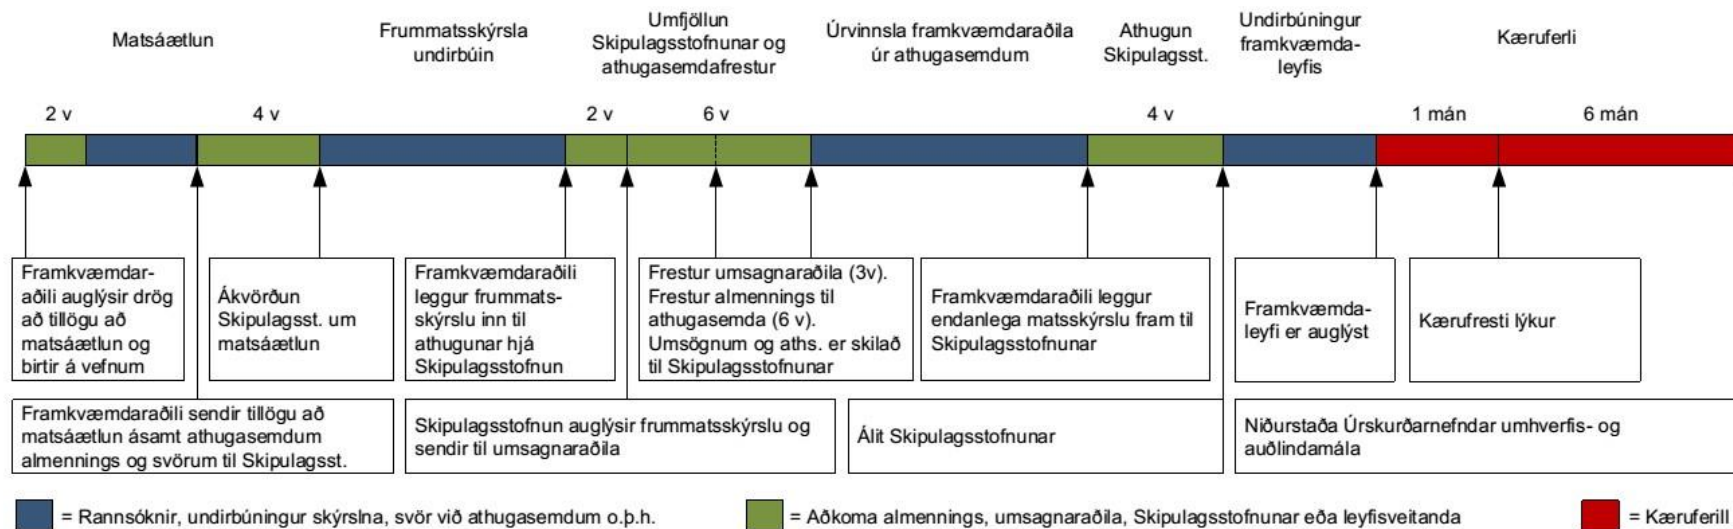 Matsáætlun
Frummatsskýrsla
undirbúin
Umfjöllun
Skipulagsstofnunar og
athugasemdafrestur
Úrvinnsla framkvæmdaraðila
úr athugasemdum
Athugun
Skipulagsst.
Undirbúningur
framkvæmda-
leyfis
Kæruferli
2 v
4 v
2 v
6 v
4 v
1 mán
6 mán
Framkvæmdar-
aðili auglýsir drög
að tillögu að
matsáætlun og
birtir á vefnum
Ákvörðun
Skipulagsst. um
matsáætlun
Framkvæmdaraðili
leggur frummats-
skýrslu inn til
athugunar hjá
Skipulagsstofnun
Frestur umsagnaraðila (3v).
Frestur almennings til
athugasemda (6 v).
Umsögnum og aths. er skilað
til Skipulagsstofnunar
Framkvæmdaraðili leggur
endanlega matsskýrslu fram til
Skipulagsstofnunar
Framkvæmda-
leyfi er auglýst
Kærufresti lýkur
Framkvæmdaraðili sendir tillögu að
matsáætlun ásamt athugasemdum
almennings og svörum til Skipulagsst.
Skipulagsstofnun auglýsir frummatsskýrslu og
sendir til umsagnaraðila
Álit Skipulagsstofnunar
Niðurstaða Úrskurðarnefndar umhverfis- og
auðlindamála
= Rannsóknir, undirbúningur skýrslna, svör við athugasemdum o.þ.h.
= Aðkoma almennings, umsagnaraðila, Skipulagsstofnunar eða leyfisveitanda
= Kæruferill